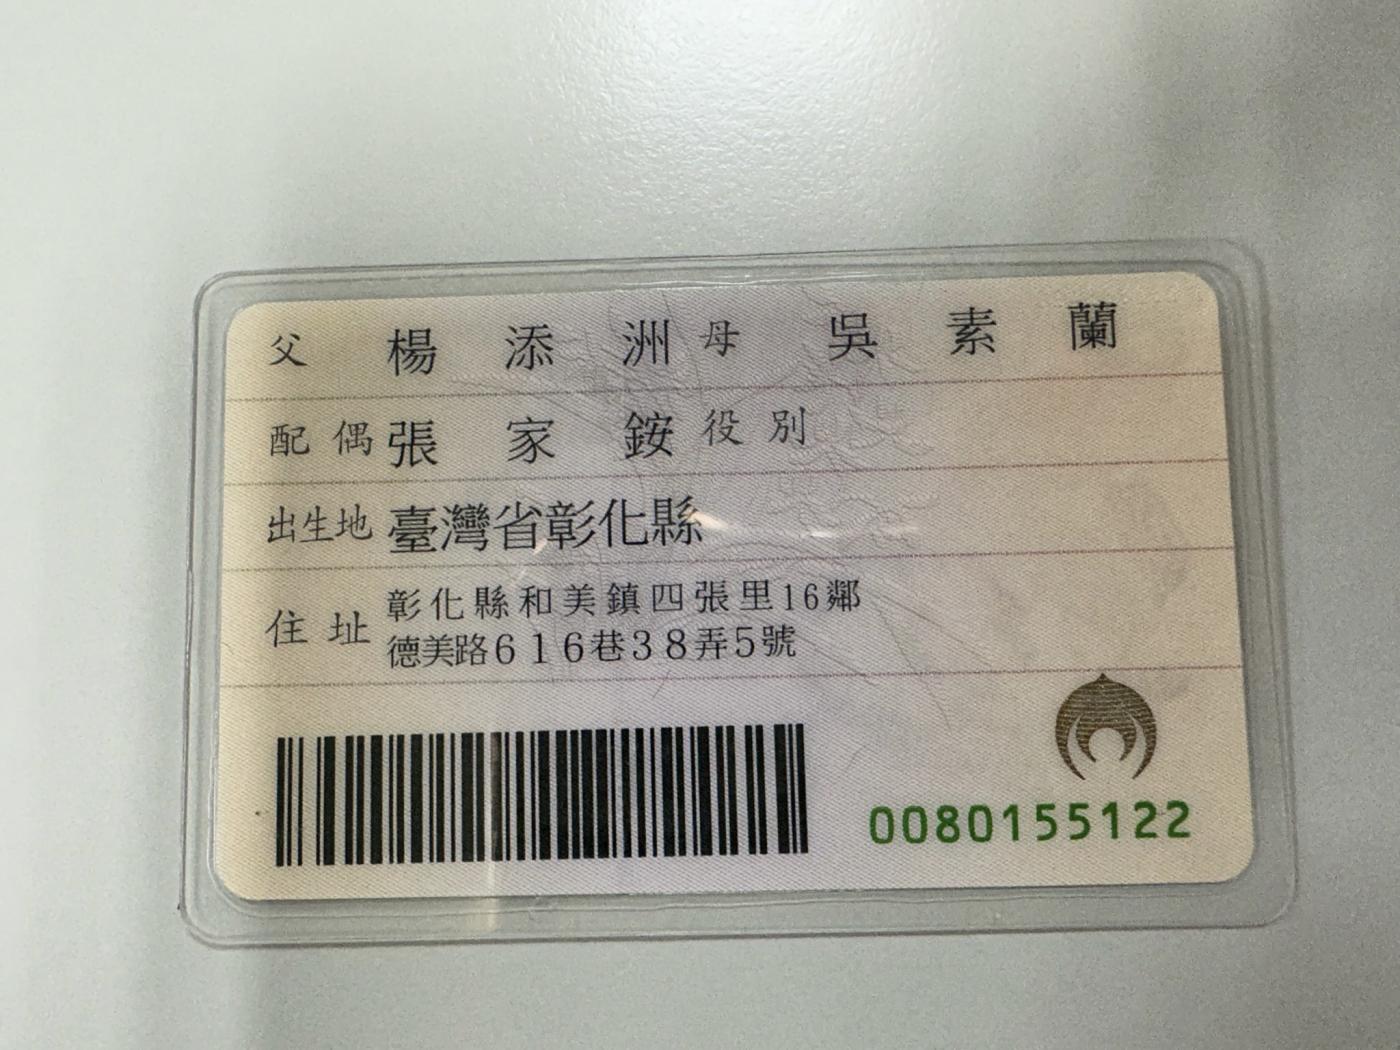 父 楊添洲 母 吳素蘭
配偶 張家銨 役別
出生地 臺灣省彰化縣
住址 彰化縣和美鎮四張里16鄰
德美路616巷38弄5號
0080155122